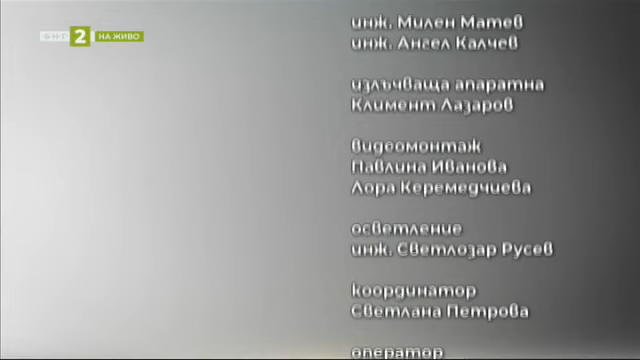 БНТ 2 НА ЖИВО
инж. Милен Матев
инж. Ангел Калчев
излъчваща апаратна
Климент Лазаров
видеомонтаж
Павлина Иванова
Лора Керемедчиева
осветление
инж. Светлозар Русев
координатор
Светлана Петрова
оператор